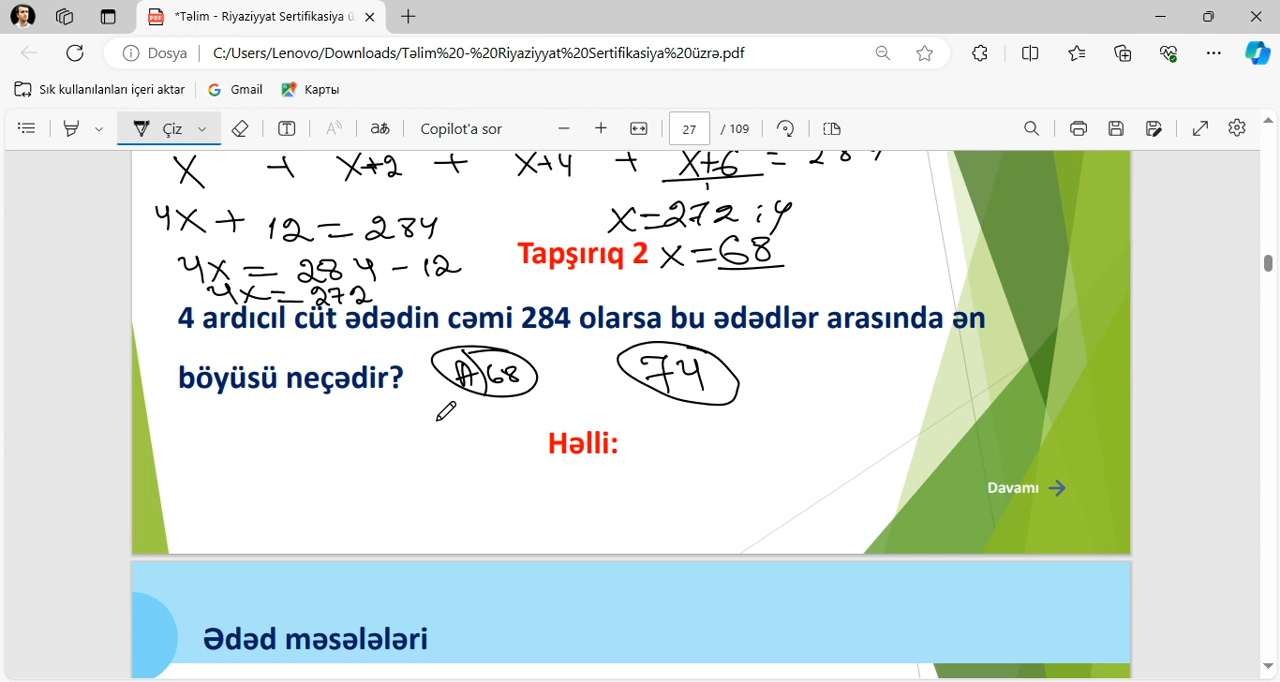 *Təlim - Riyaziyyat Sertifikasiya ü
Dosya | C:/Users/Lenovo/Downloads/Təlim%20-%20Riyaziyyat%20Sertifikasiya%20üzrə.pdf
Sık kullanılanları içeri aktar Gmail Карты
Çiz aあ Copilot'a sor 27 / 109
x + x+2 + x+4 + x+6 = 284
4x + 12 = 284 x=272:4
Tapşırıq 2 x=68
4x = 284 - 12
4x=272
4 ardıcıl cüt ədədin cəmi 284 olarsa bu ədədlər arasında ən
böyüsü neçədir? A) 68 74
Həlli:
Davamı
Ədəd məsələləri